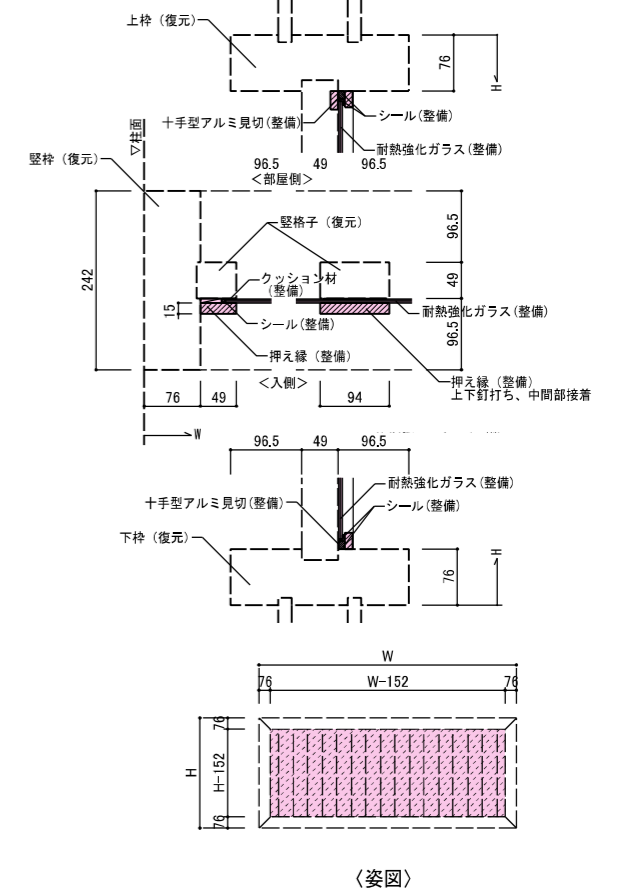 上枠（復元）
76
H
シール(整備)
十手型アルミ見切(整備)
耐熱強化ガラス(整備)
▽柱面
竪枠（復元）
96.5 49 96.5
＜部屋側＞
竪格子（復元）
96.5
クッション材
（整備）
49
242
15
耐熱強化ガラス(整備)
シール(整備)
96.5
押え縁（整備）
＜入側＞
押え縁（整備）
上下釘打ち、中間部接着
76 49 94
W
96.5 49 96.5
耐熱強化ガラス(整備)
十手型アルミ見切(整備)
シール(整備)
下枠（復元）
76
H
W
76 W-152 76
76
H
H-152
76
〈姿図〉